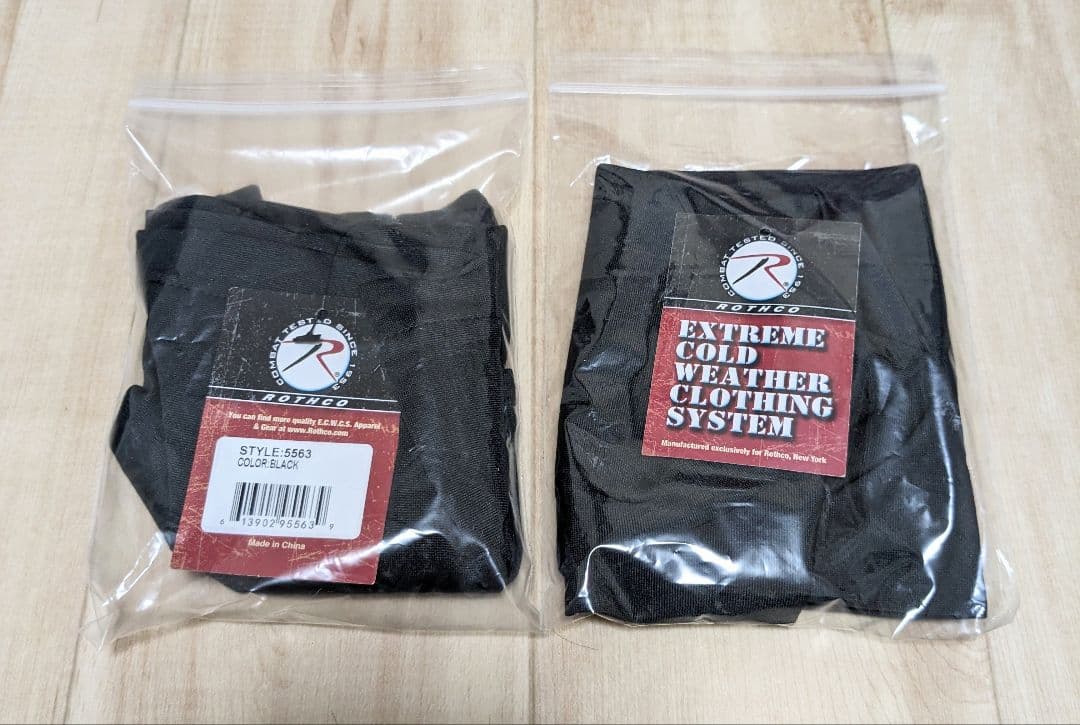 COMBAT TESTED SINCE 1953
R
ROTHCO
You can find more quality E.C.W.C.S. Apparel
& Gear at www.Rothco.com
STYLE:5563
COLOR:BLACK
6 13902 95563 9
Made in China
COMBAT TESTED SINCE 1953
R
ROTHCO
EXTREME
COLD
WEATHER
CLOTHING
SYSTEM
Manufactured exclusively for Rothco, New York